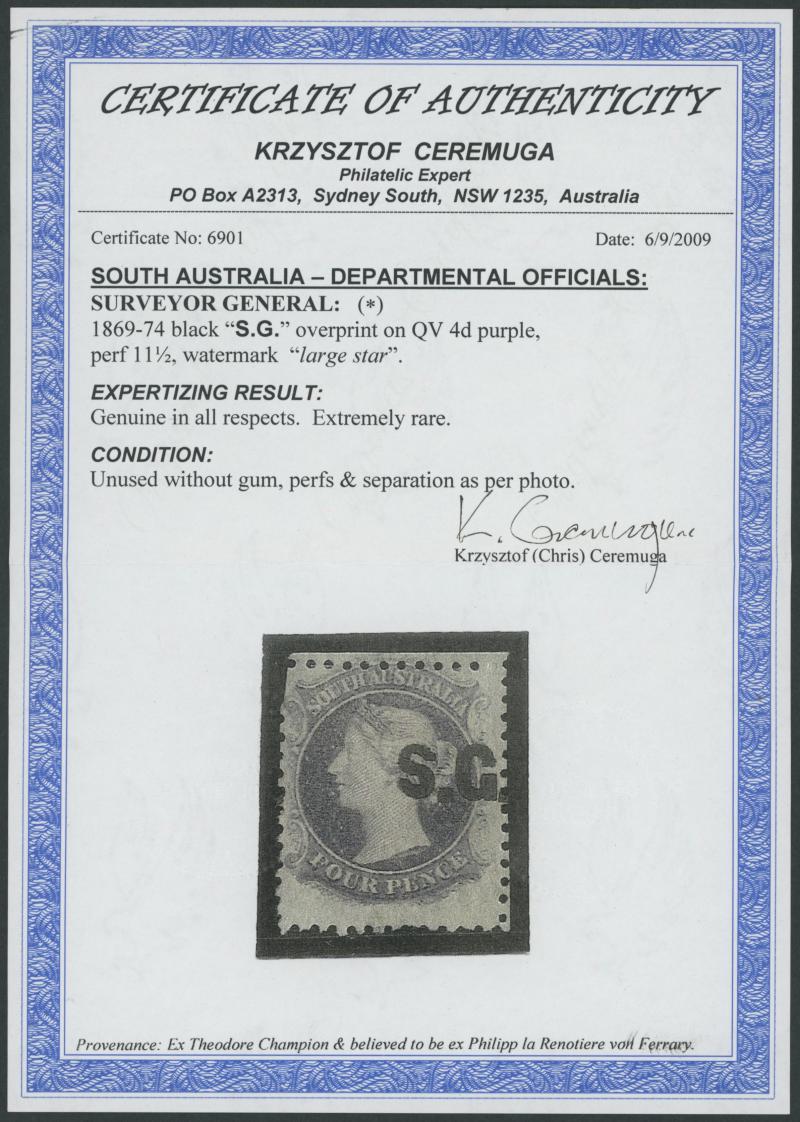 CERTIFICATE OF AUTHENTICITY
KRZYSZTOF CEREMUGA
Philatelic Expert
PO Box A2313, Sydney South, NSW 1235, Australia
Certificate No: 6901 Date: 6/9/2009
SOUTH AUSTRALIA – DEPARTMENTAL OFFICIALS:
SURVEYOR GENERAL: (*)
1869-74 black “S.G.” overprint on QV 4d purple,
perf 11½, watermark “large star”.
EXPERTIZING RESULT:
Genuine in all respects. Extremely rare.
CONDITION:
Unused without gum, perfs & separation as per photo.
K. Ceremuga
Krzysztof (Chris) Ceremuga
SOUTH AUSTRALIA
S.G.
FOUR PENCE
Provenance: Ex Theodore Champion & believed to be ex Philipp la Renotiere von Ferrary.